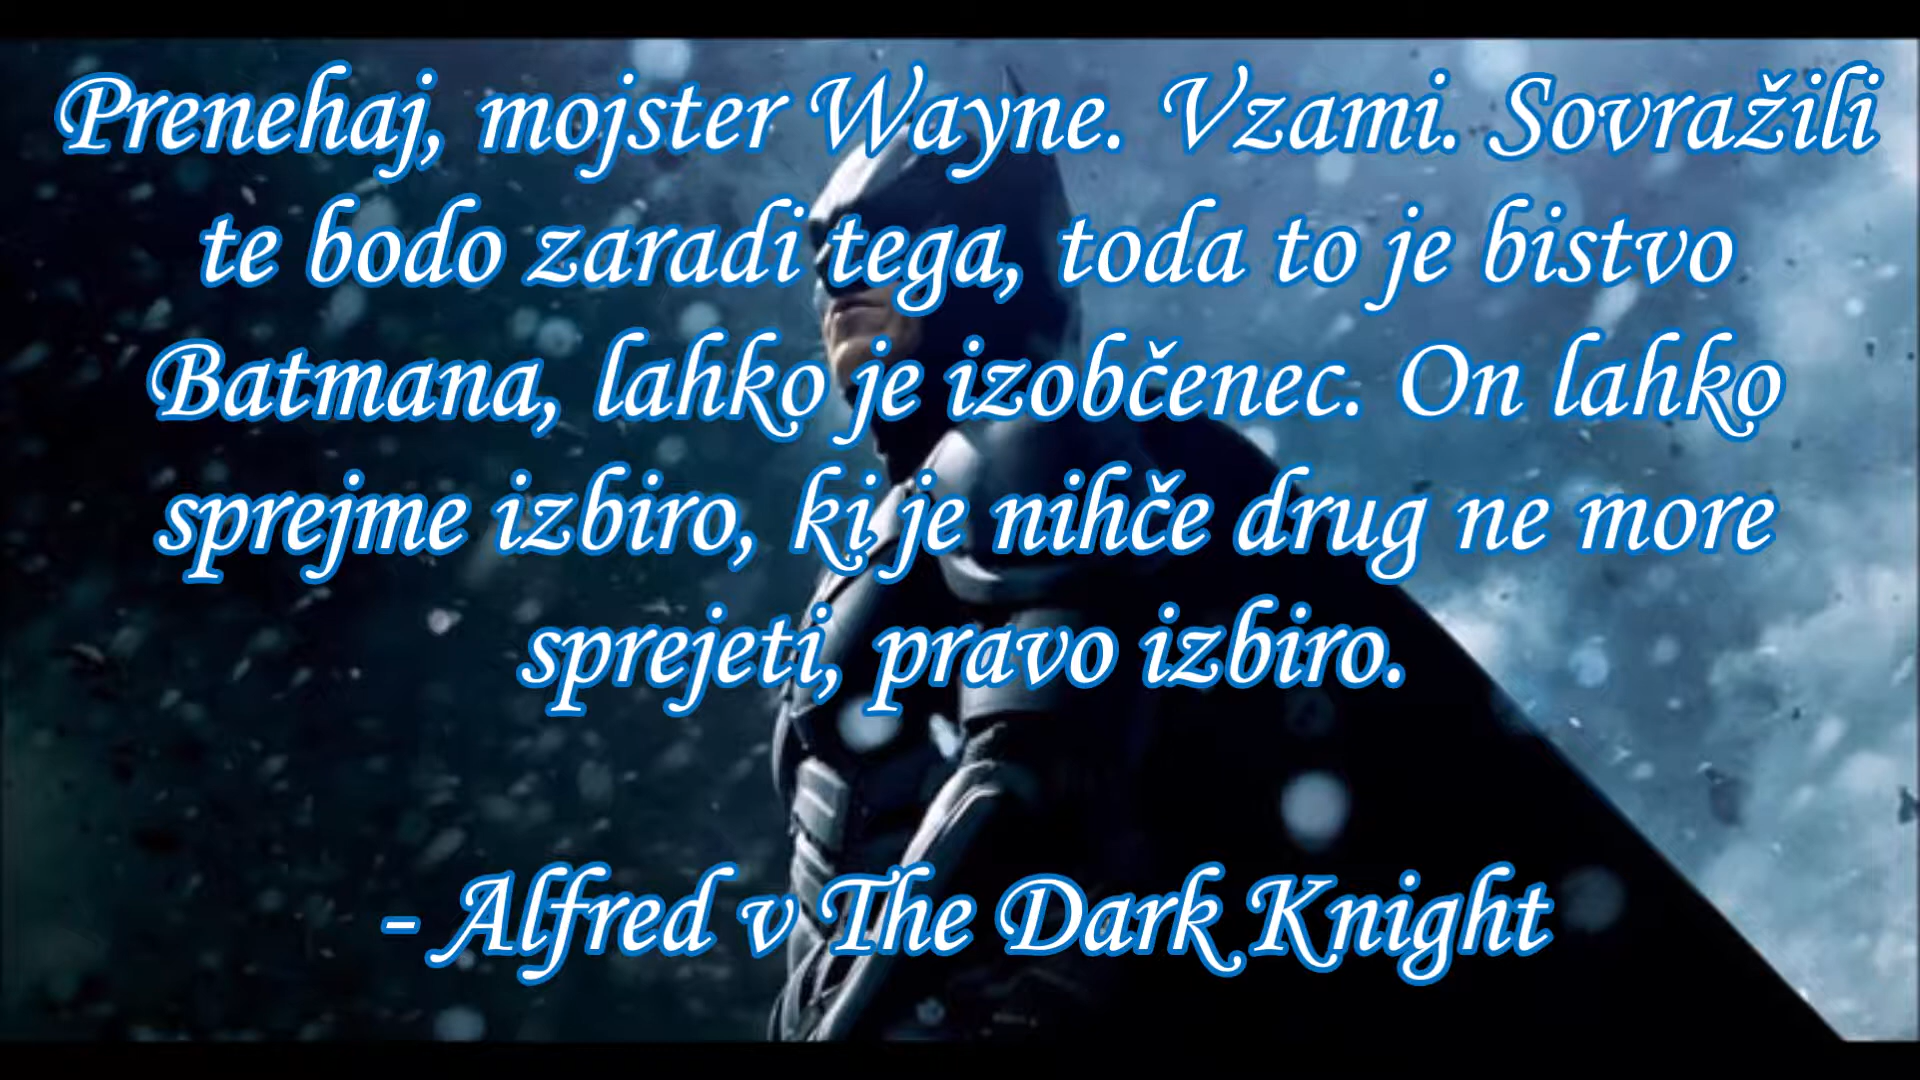 Prenehaj, mojster Wayne. Vzami. Sovražili
te bodo zaradi tega, toda to je bistvo
Batmana, lahko je izobčenec. On lahko
sprejme izbiro, ki je nihče drug ne more
sprejeti, pravo izbiro.
- Alfred v The Dark Knight